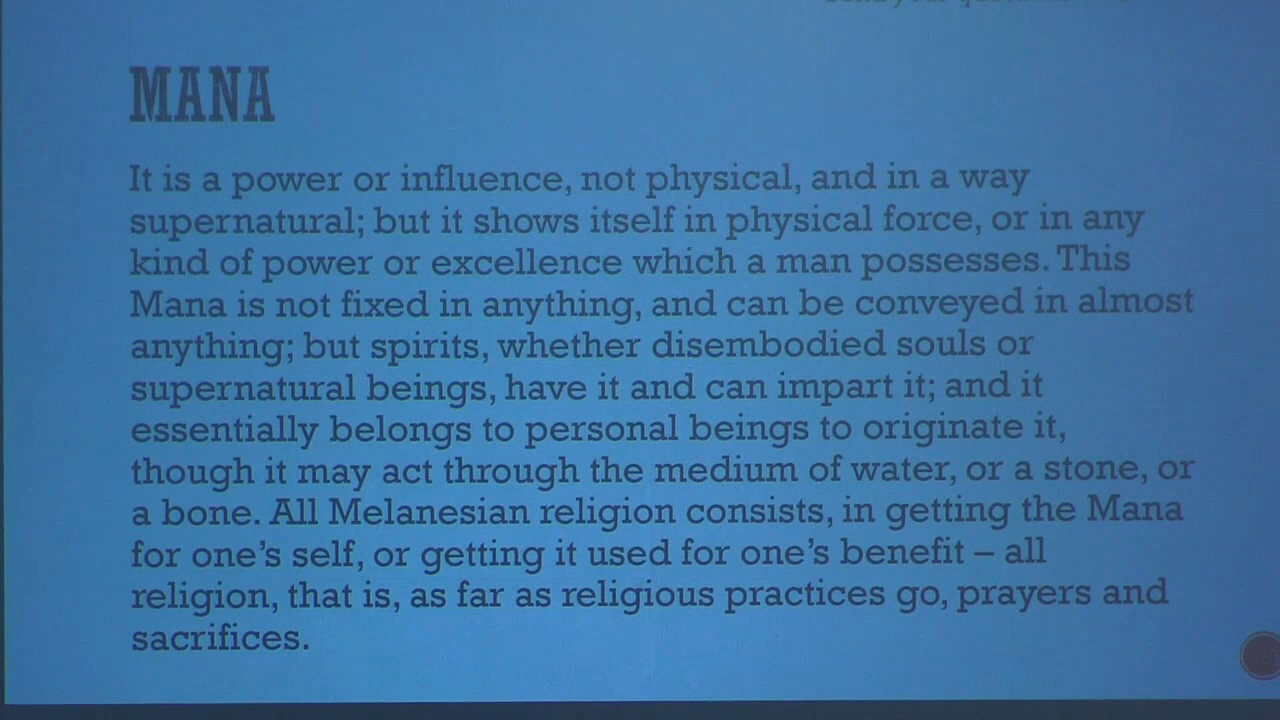 MANA
It is a power or influence, not physical, and in a way
supernatural; but it shows itself in physical force, or in any
kind of power or excellence which a man possesses. This
Mana is not fixed in anything, and can be conveyed in almost
anything; but spirits, whether disembodied souls or
supernatural beings, have it and can impart it; and it
essentially belongs to personal beings to originate it,
though it may act through the medium of water, or a stone, or
a bone. All Melanesian religion consists, in getting the Mana
for one's self, or getting it used for one's benefit – all
religion, that is, as far as religious practices go, prayers and
sacrifices.